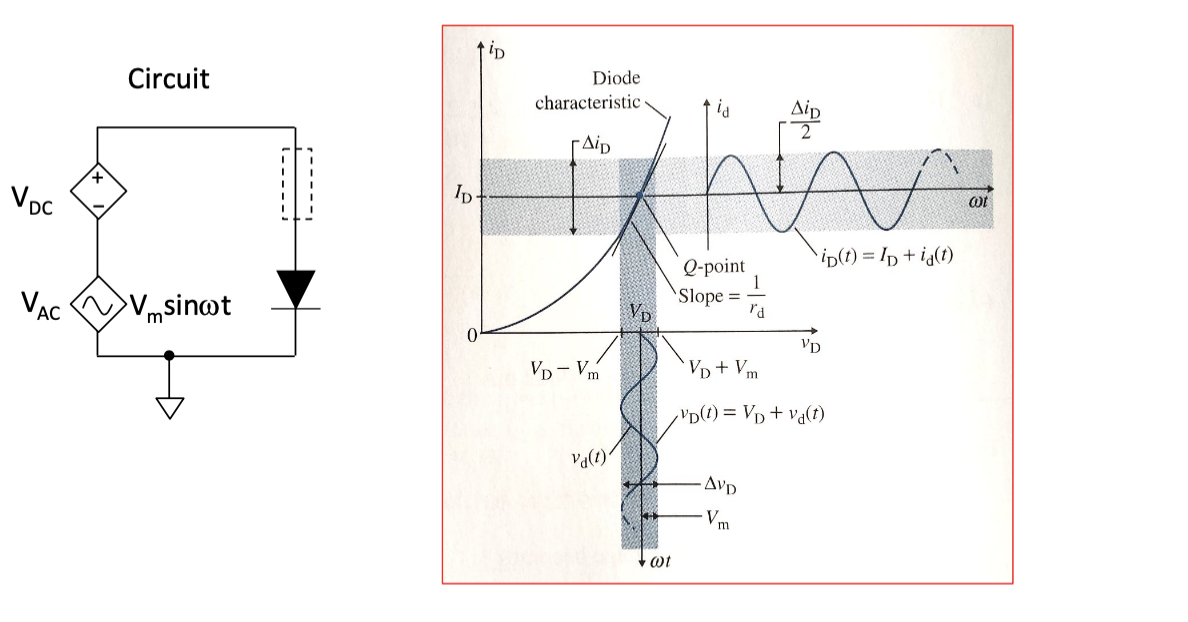 Circuit
V_DC
+
−
V_AC
V_m sinωt
i_D
Diode
characteristic
i_d
Δi_D
Δi_D
2
I_D
ωt
i_D(t) = I_D + i_d(t)
Q-point
Slope = 1
r_d
V_D
0
v_D
V_D − V_m
V_D + V_m
v_D(t) = V_D + v_d(t)
v_d(t)
Δv_D
V_m
ωt